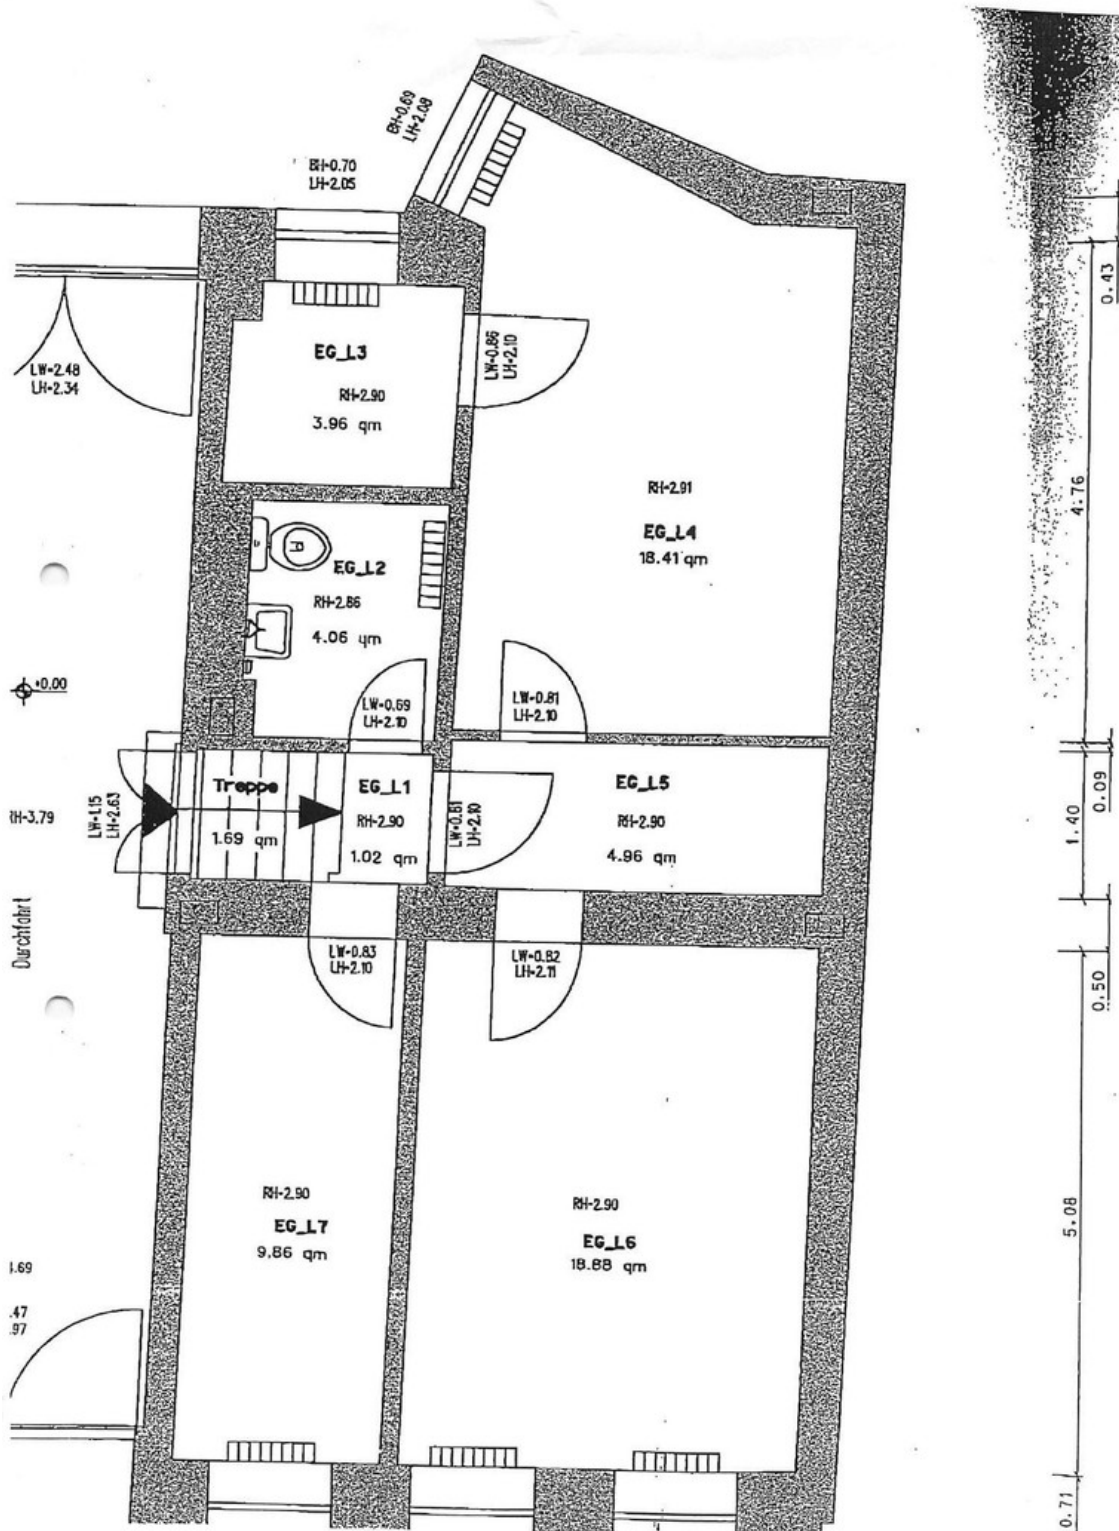 BH=0.69
LH=2.08
BH=0.70
LH=2.05
0.43
LW=2.48
LH=2.34
EG_L3
RH=2.90
3.96 qm
LW=0.86
LH=2.10
4.76
RH=2.91
EG_L4
18.41 qm
EG_L2
RH=2.86
4.06 qm
+0.00
LW=0.69
LH=2.10
LW=0.81
LH=2.10
RH=3.79
LW=1.15
LH=2.63
Treppe
1.69 qm
EG_L1
RH=2.90
1.02 qm
LW=0.81
LH=2.10
EG_L5
RH=2.90
4.96 qm
1.40
0.09
Durchfahrt
LW=0.83
LH=2.10
LW=0.82
LH=2.11
0.50
RH=2.90
EG_L7
9.86 qm
RH=2.90
EG_L6
18.88 qm
5.08
.69
.47
.97
0.71